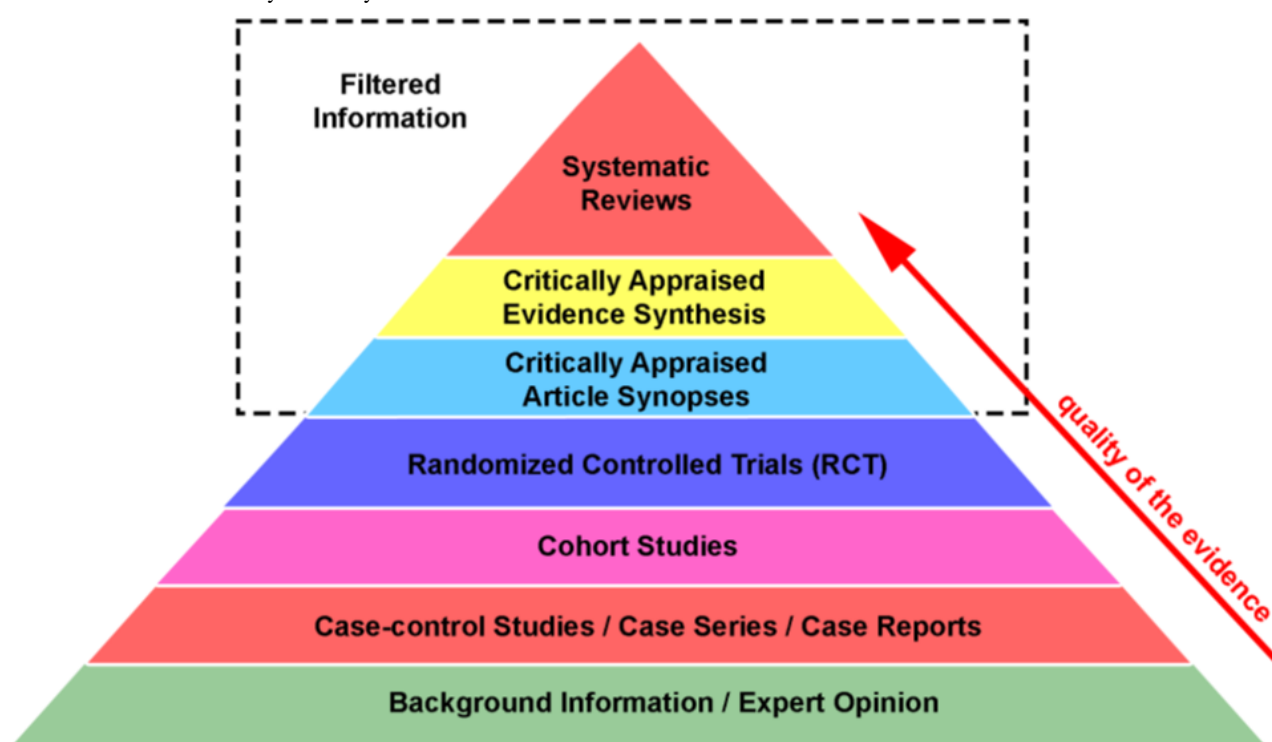 Filtered
Information
Systematic
Reviews
Critically Appraised
Evidence Synthesis
Critically Appraised
Article Synopses
Randomized Controlled Trials (RCT)
quality of the evidence
Cohort Studies
Case-control Studies / Case Series / Case Reports
Background Information / Expert Opinion